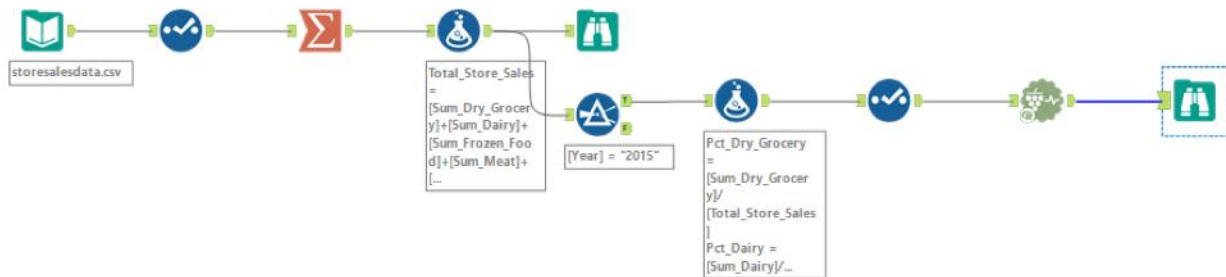 storesalesdata.csv
Total_Store_Sales
=
[Sum_Dry_Grocer
y]+[Sum_Dairy]+
[Sum_Frozen_Foo
d]+[Sum_Meat]+
[...
T
F
[Year] = "2015"
Pct_Dry_Grocery
=
[Sum_Dry_Grocer
y]/
[Total_Store_Sales
]
Pct_Dairy =
[Sum_Dairy]/...